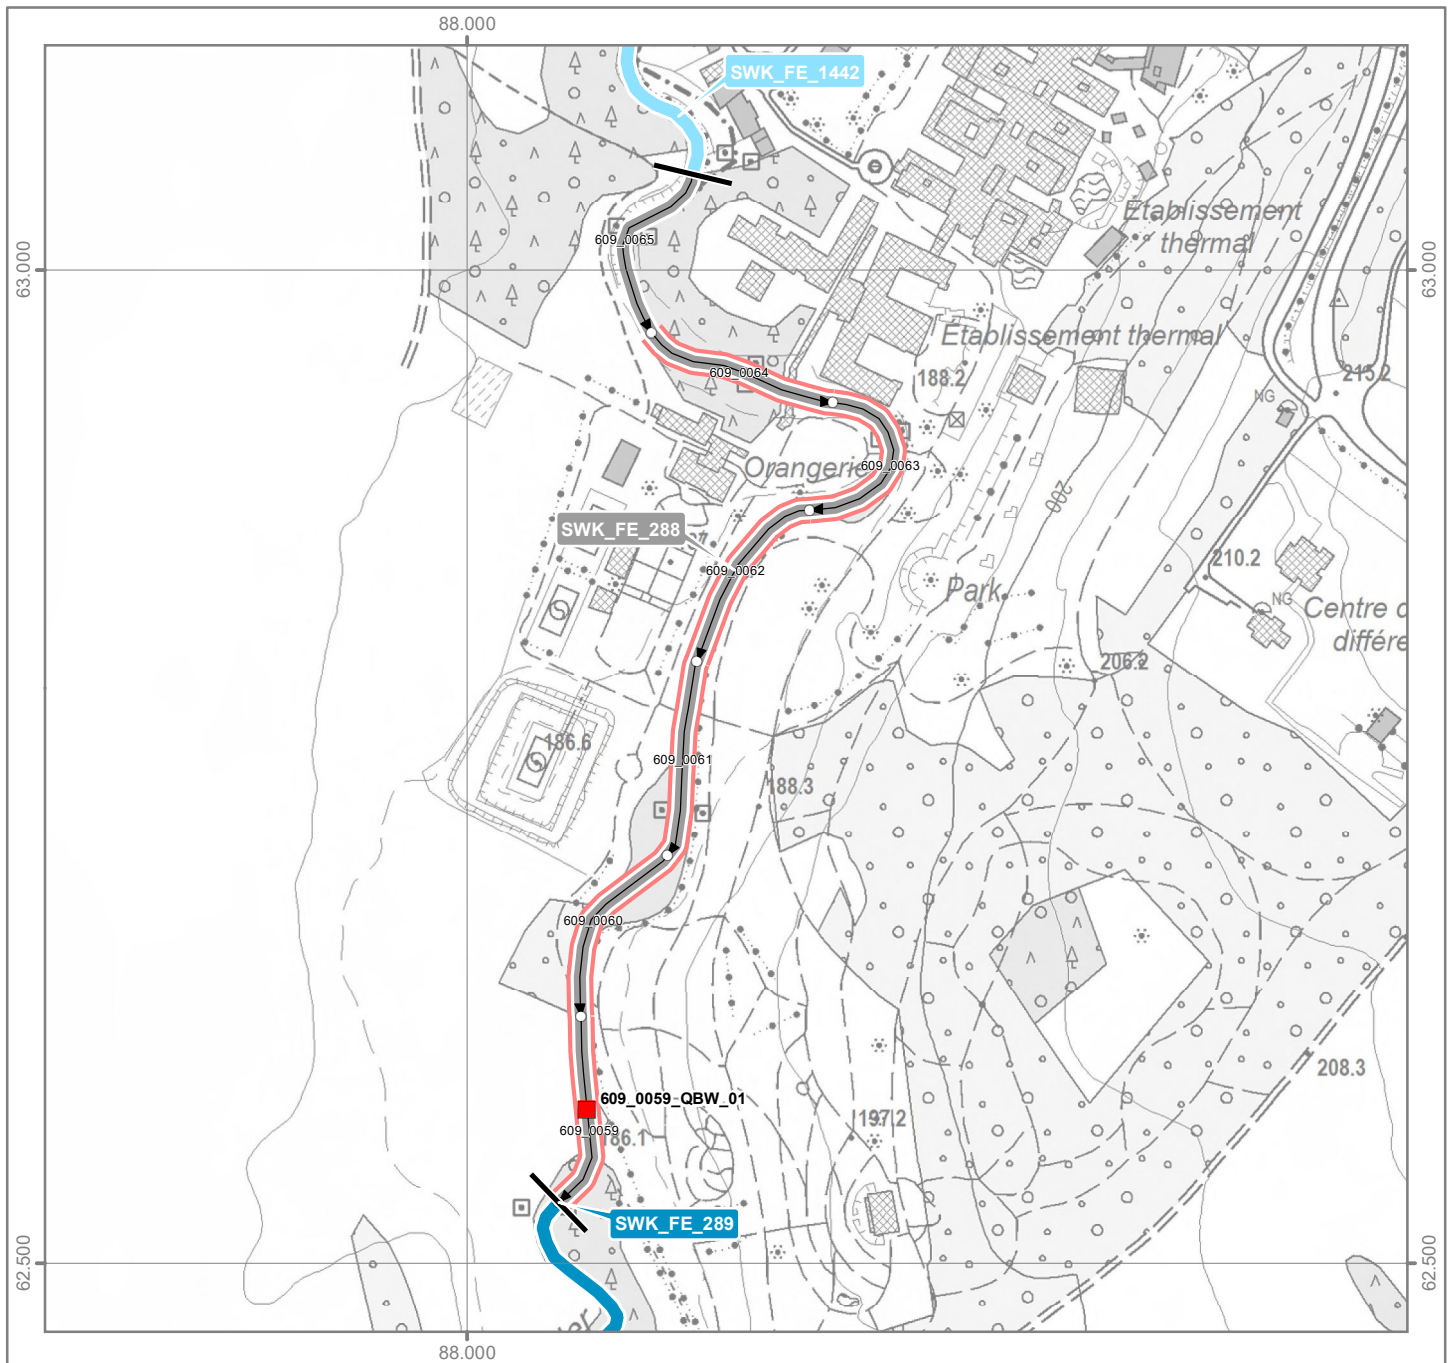 88.000
SWK_FE_1442
Etablissement
thermal
609_0065
63.000
63.000
Etablissement thermal
609_0064
188.2
215.2
NG
Orangerie
609_0063
200
SWK_FE_288
609_0062
210.2
Park
NG
Centre d
différe
206.2
186.6
609_0061
188.3
609_0060
208.3
609_0059_QBW_01
197.2
609_0059
186.1
SWK_FE_289
62.500
62.500
88.000